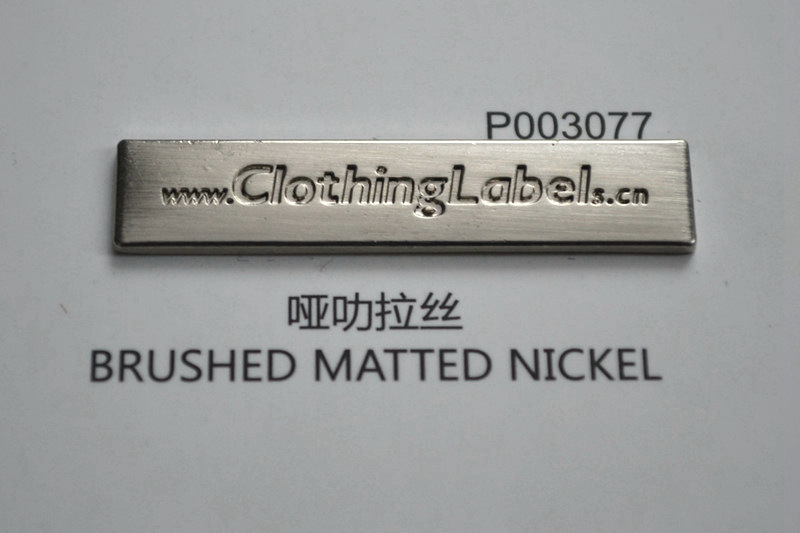 P003077
www.ClothingLabels.cn
哑叻拉丝
BRUSHED MATTED NICKEL